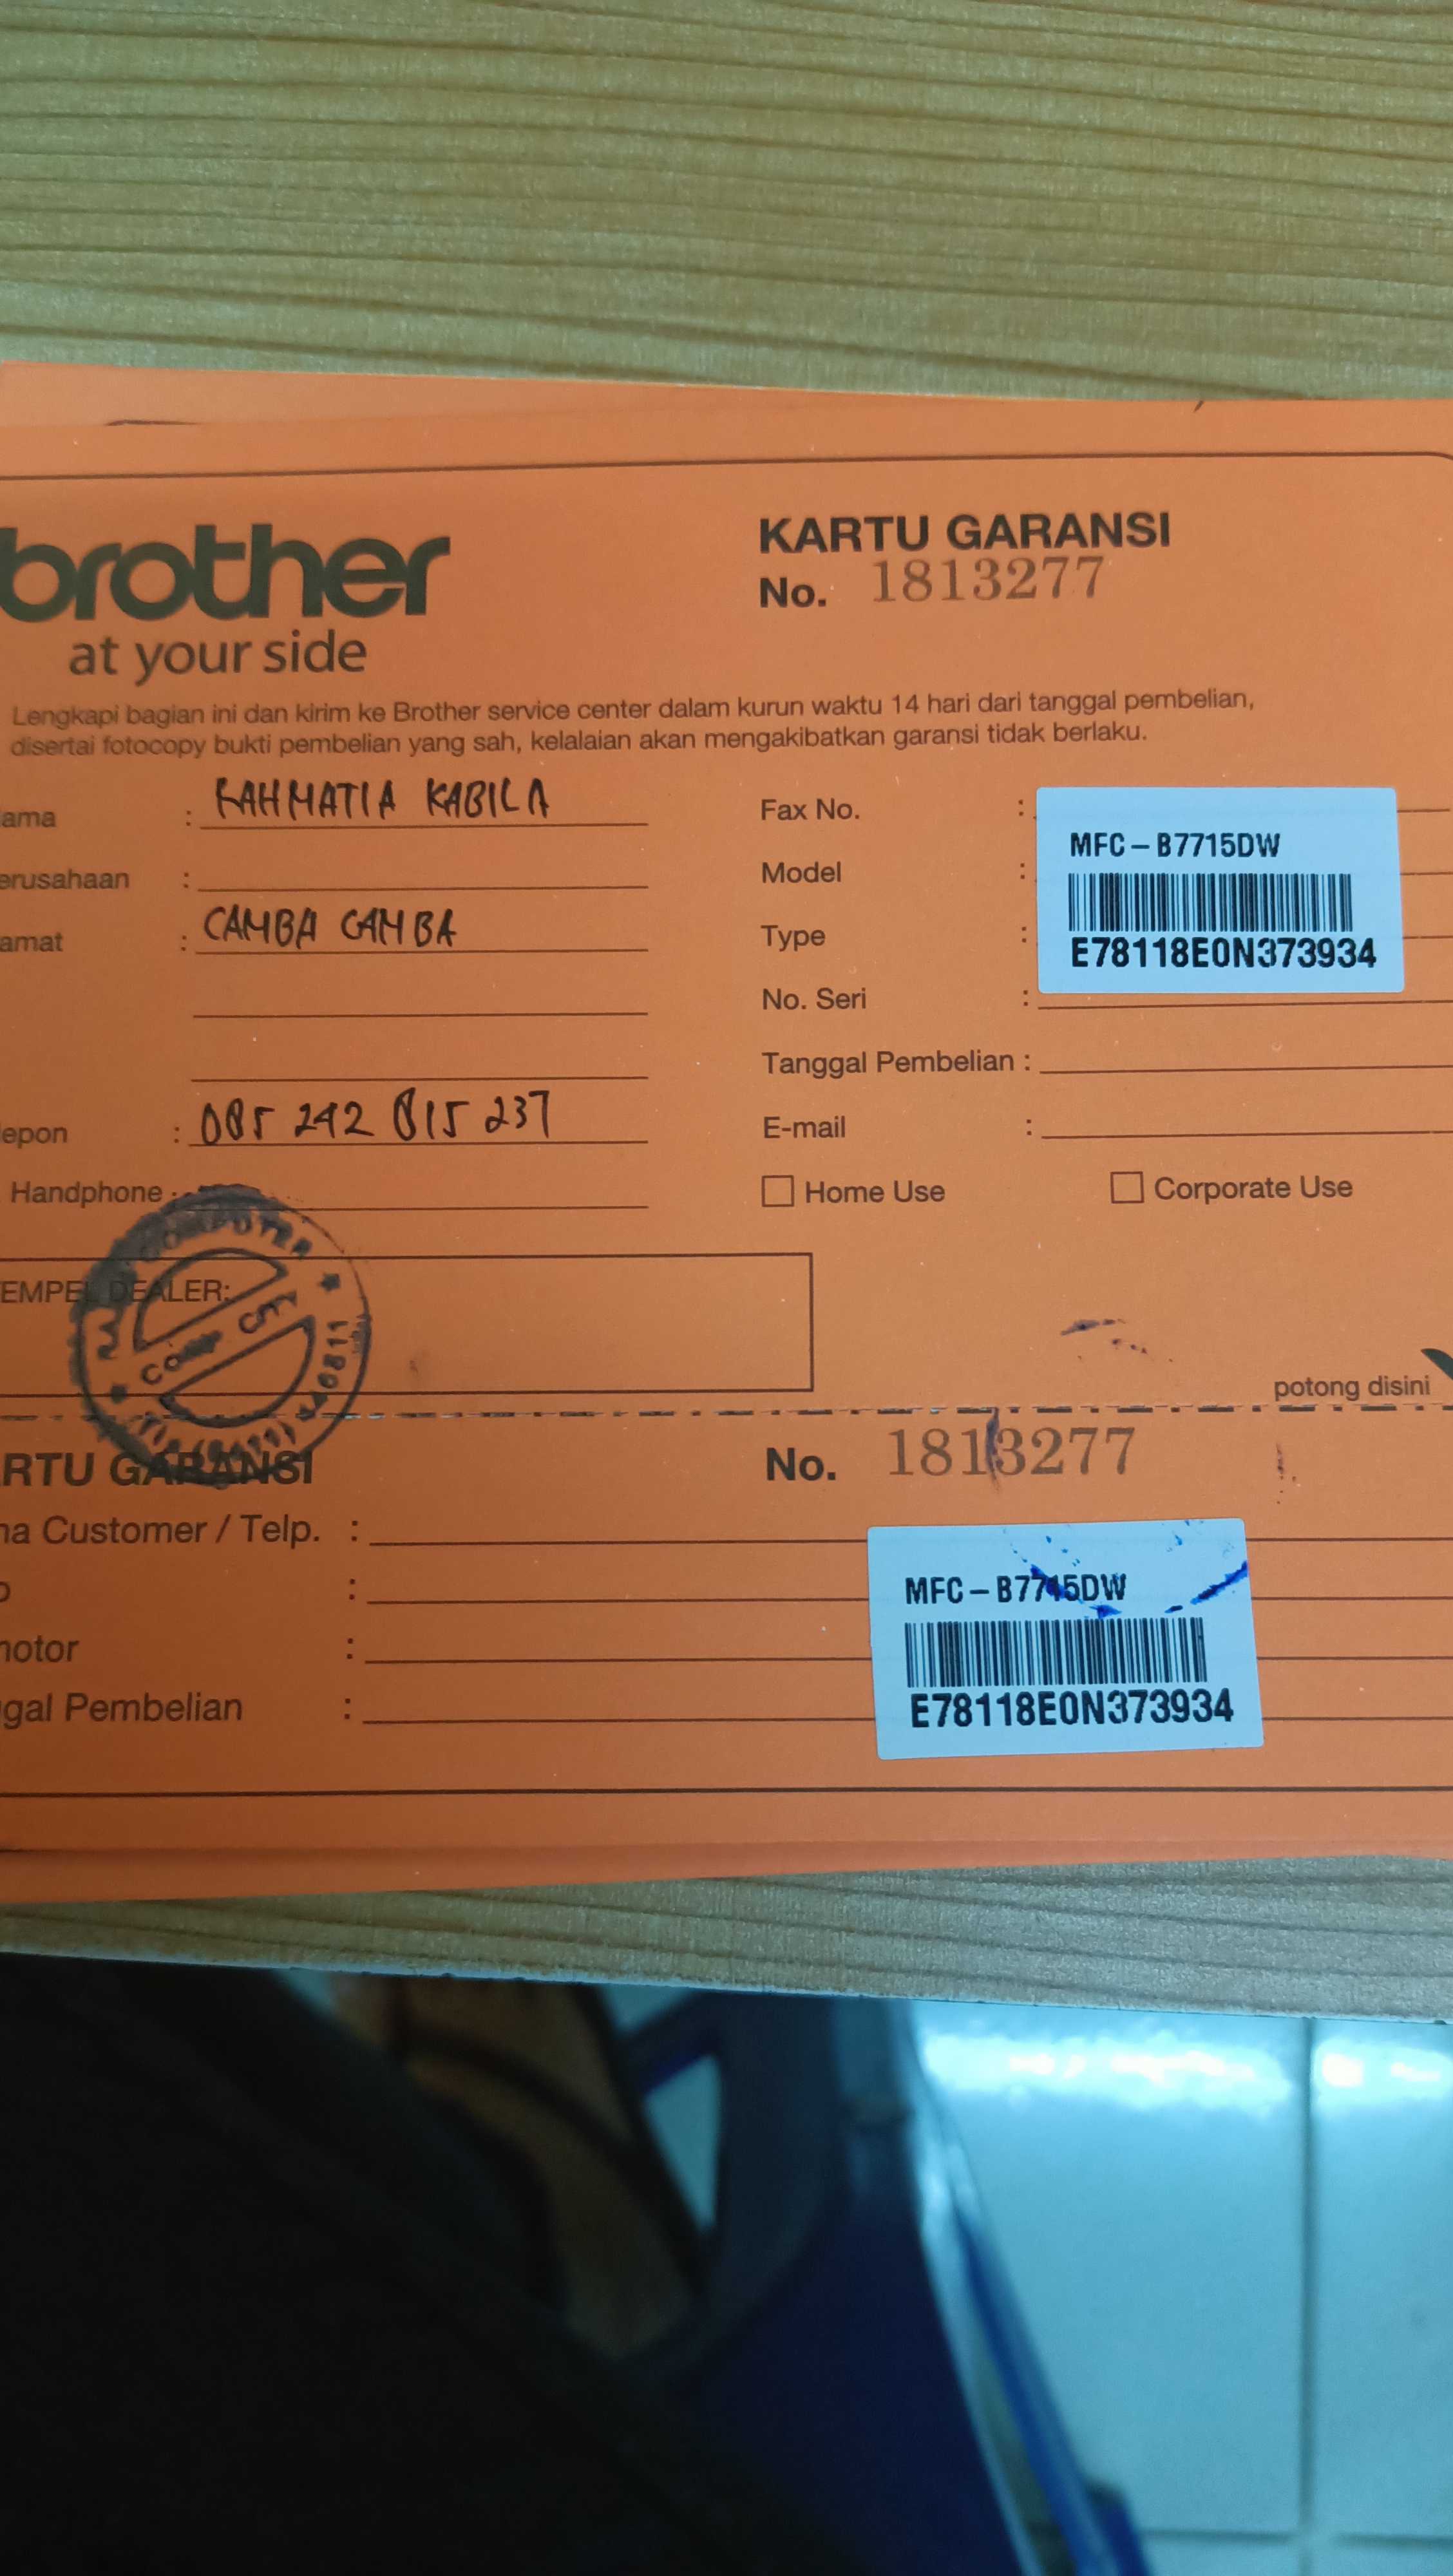 brother
at your side
KARTU GARANSI
No. 1813277
Lengkapi bagian ini dan kirim ke Brother service center dalam kurun waktu 14 hari dari tanggal pembelian,
disertai fotocopy bukti pembelian yang sah, kelalaian akan mengakibatkan garansi tidak berlaku.
ama : RAHMATIA KABILA
erusahaan :
amat : CAMBA CAMBA
epon : 085 242 815 237
Handphone :
Fax No. :
Model :
Type :
No. Seri :
MFC-B7715DW
E78118E0N373934
Tanggal Pembelian :
E-mail :
Home Use Corporate Use
EMPEL DEALER:
COMPUTER
COMP CITY
potong disini
RTU GARANSI No. 1813277
na Customer / Telp. :
:
notor :
gal Pembelian :
MFC-B7715DW
E78118E0N373934